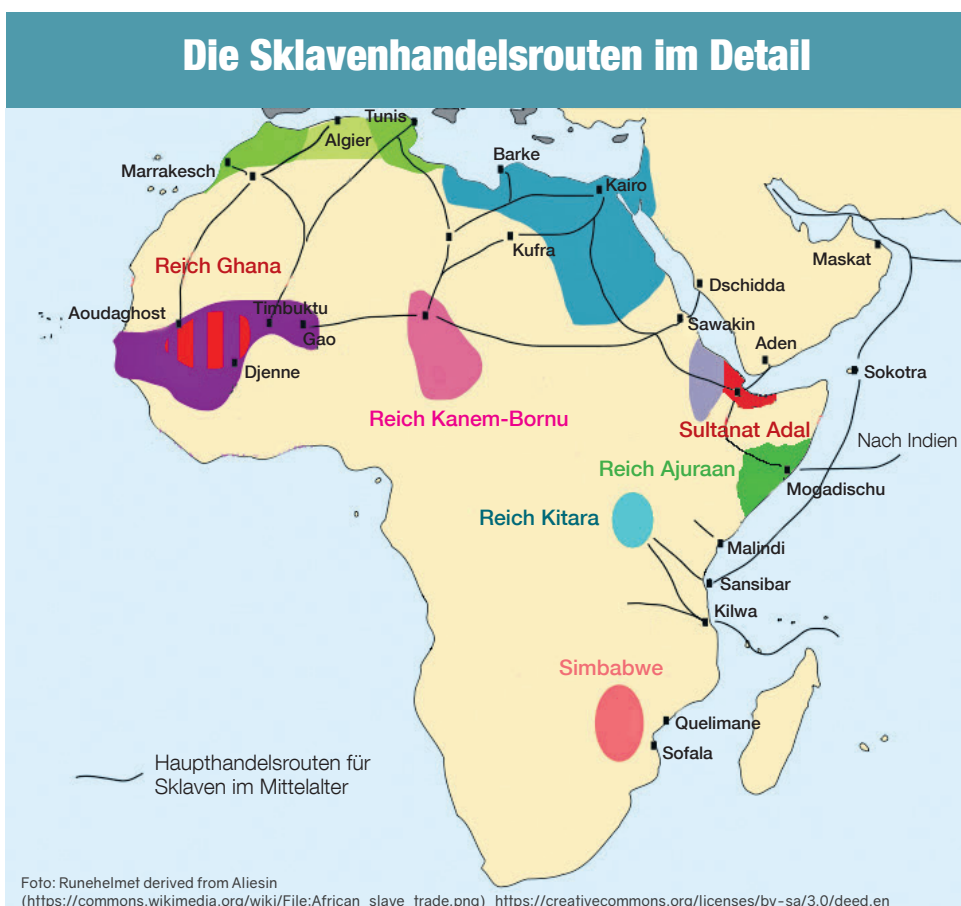 Die Sklavenhandelsrouten im Detail
Tunis
Algier
Marrakesch
Barke
Kairo
Kufra
Maskat
Reich Ghana
Dschidda
Aoudaghost
Timbuktu
Gao
Sawakin
Aden
Djenne
Sokotra
Reich Kanem-Bornu
Sultanat Adal
Nach Indien
Reich Ajuraan
Mogadischu
Reich Kitara
Malindi
Sansibar
Kilwa
Simbabwe
Quelimane
Sofala
Haupthandelsrouten für
Sklaven im Mittelalter
Foto: Runehelmet derived from Aliesin
(https://commons.wikimedia.org/wiki/File:African_slave_trade.png) https://creativecommons.org/licenses/by-sa/3.0/deed.en